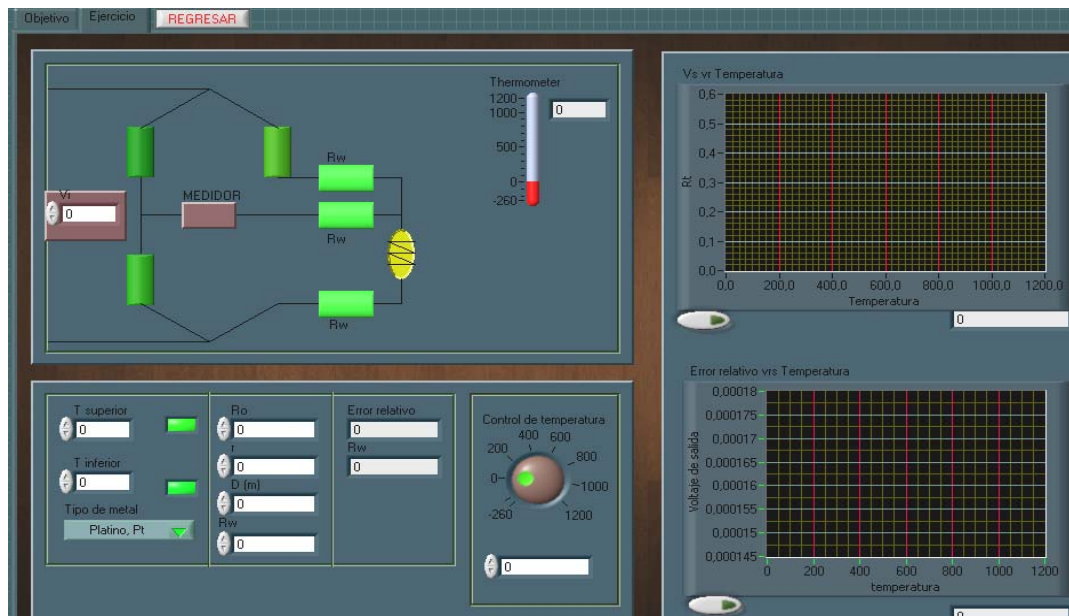 Objetivo
Ejercicio
REGRESAR
Thermometer
1200
1000
500
0
-260
0
Rw
Vi
0
MEDIDOR
Rw
Rw
Vs vr Temperatura
0,6
0,5
0,4
0,3
0,2
0,1
0,0
Rt
0,0 200,0 400,0 600,0 800,0 1000,0 1200,0
Temperatura
0
T superior
0
T inferior
0
Tipo de metal
Platino, Pt
Ro
0
r
0
D (m)
0
Rw
0
Error relativo
0
Rw
0
Control de temperatura
400 600
200 800
0 1000
-260 1200
0
Error relativo vrs Temperatura
0,00018
0,000175
0,00017
0,000165
0,00016
0,000155
0,00015
0,000145
Voltaje de salida
0 200 400 600 800 1000 1200
temperatura
0